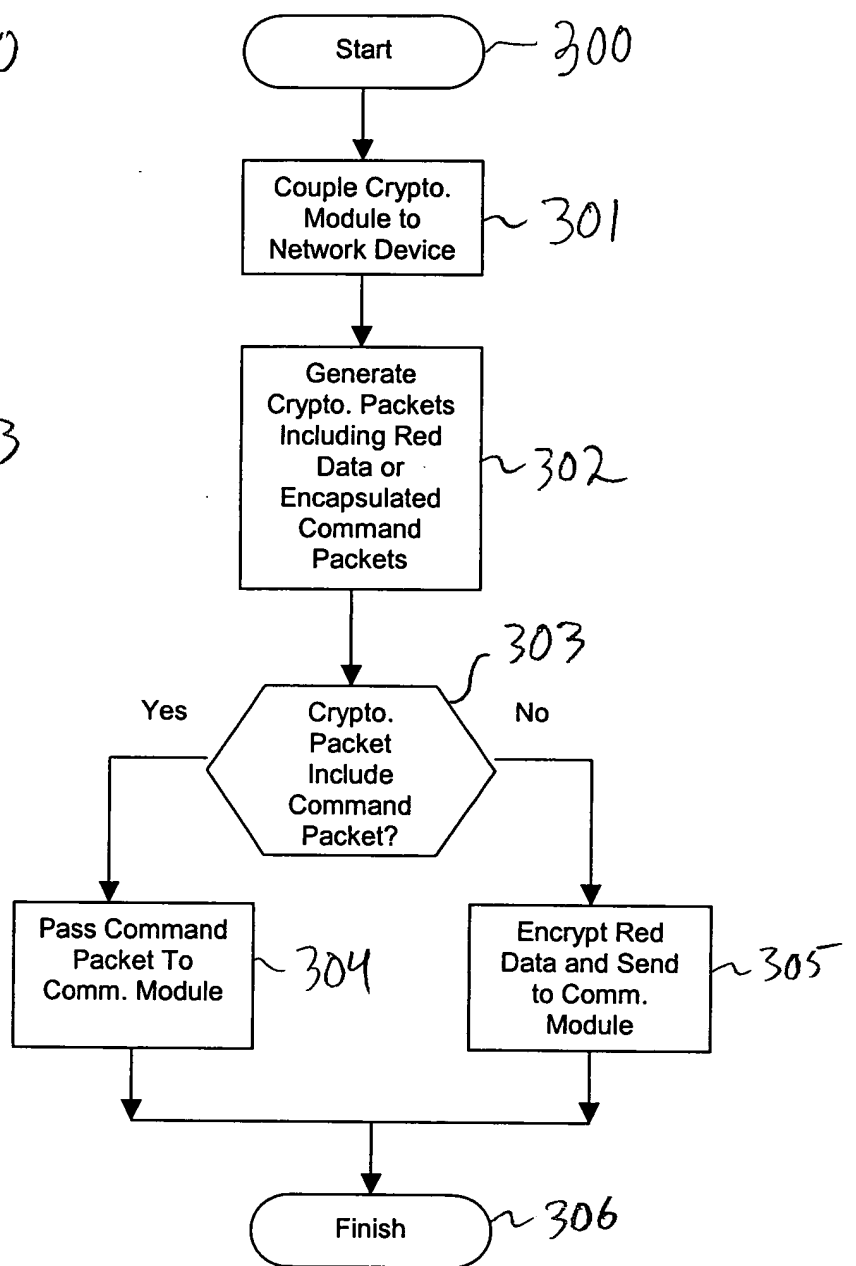 Start
300
Couple Crypto.
Module to
Network Device
301
Generate
Crypto. Packets
Including Red
Data or
Encapsulated
Command
Packets
302
303
Yes
Crypto.
Packet
Include
Command
Packet?
No
Pass Command
Packet To
Comm. Module
304
Encrypt Red
Data and Send
to Comm.
Module
305
Finish
306